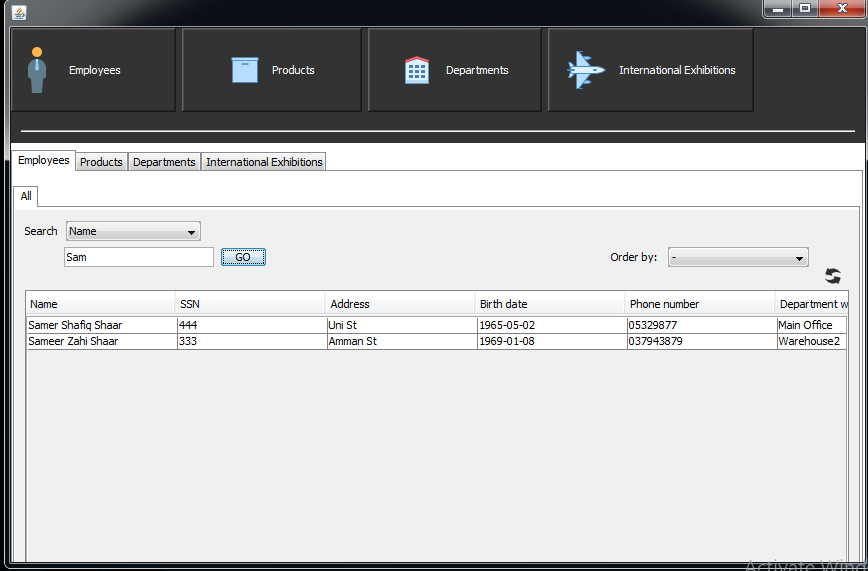 Employees Products Departments International Exhibitions
Employees Products Departments International Exhibitions
All
Search Name
Sam GO Order by: -
Name SSN Address Birth date Phone number Department w
Samer Shafiq Shaar 444 Uni St 1965-05-02 05329877 Main Office
Sameer Zahi Shaar 333 Amman St 1969-01-08 037943879 Warehouse2
Activate Wind